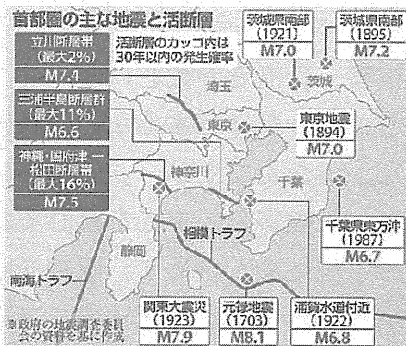 首都圏の主な地震と活断層
立川断層帯
(最大2%)
M7.4
活断層のカッコ内は
30年以内の発生確率
茨城県南部
(1921)
M7.0
茨城県南部
(1895)
M7.2
三浦半島断層群
(最大11%)
M6.6
神縄・国府津―
松田断層帯
(最大16%)
M7.5
埼玉
茨城
東京
東京地震
(1894)
M7.0
神奈川
千葉
静岡
相模トラフ
南海トラフ
千葉県東方沖
(1987)
M6.7
関東大震災
(1923)
M7.9
元禄地震
(1703)
M8.1
浦賀水道付近
(1922)
M6.8
※政府の地震調査委員
会の資料を基に作成